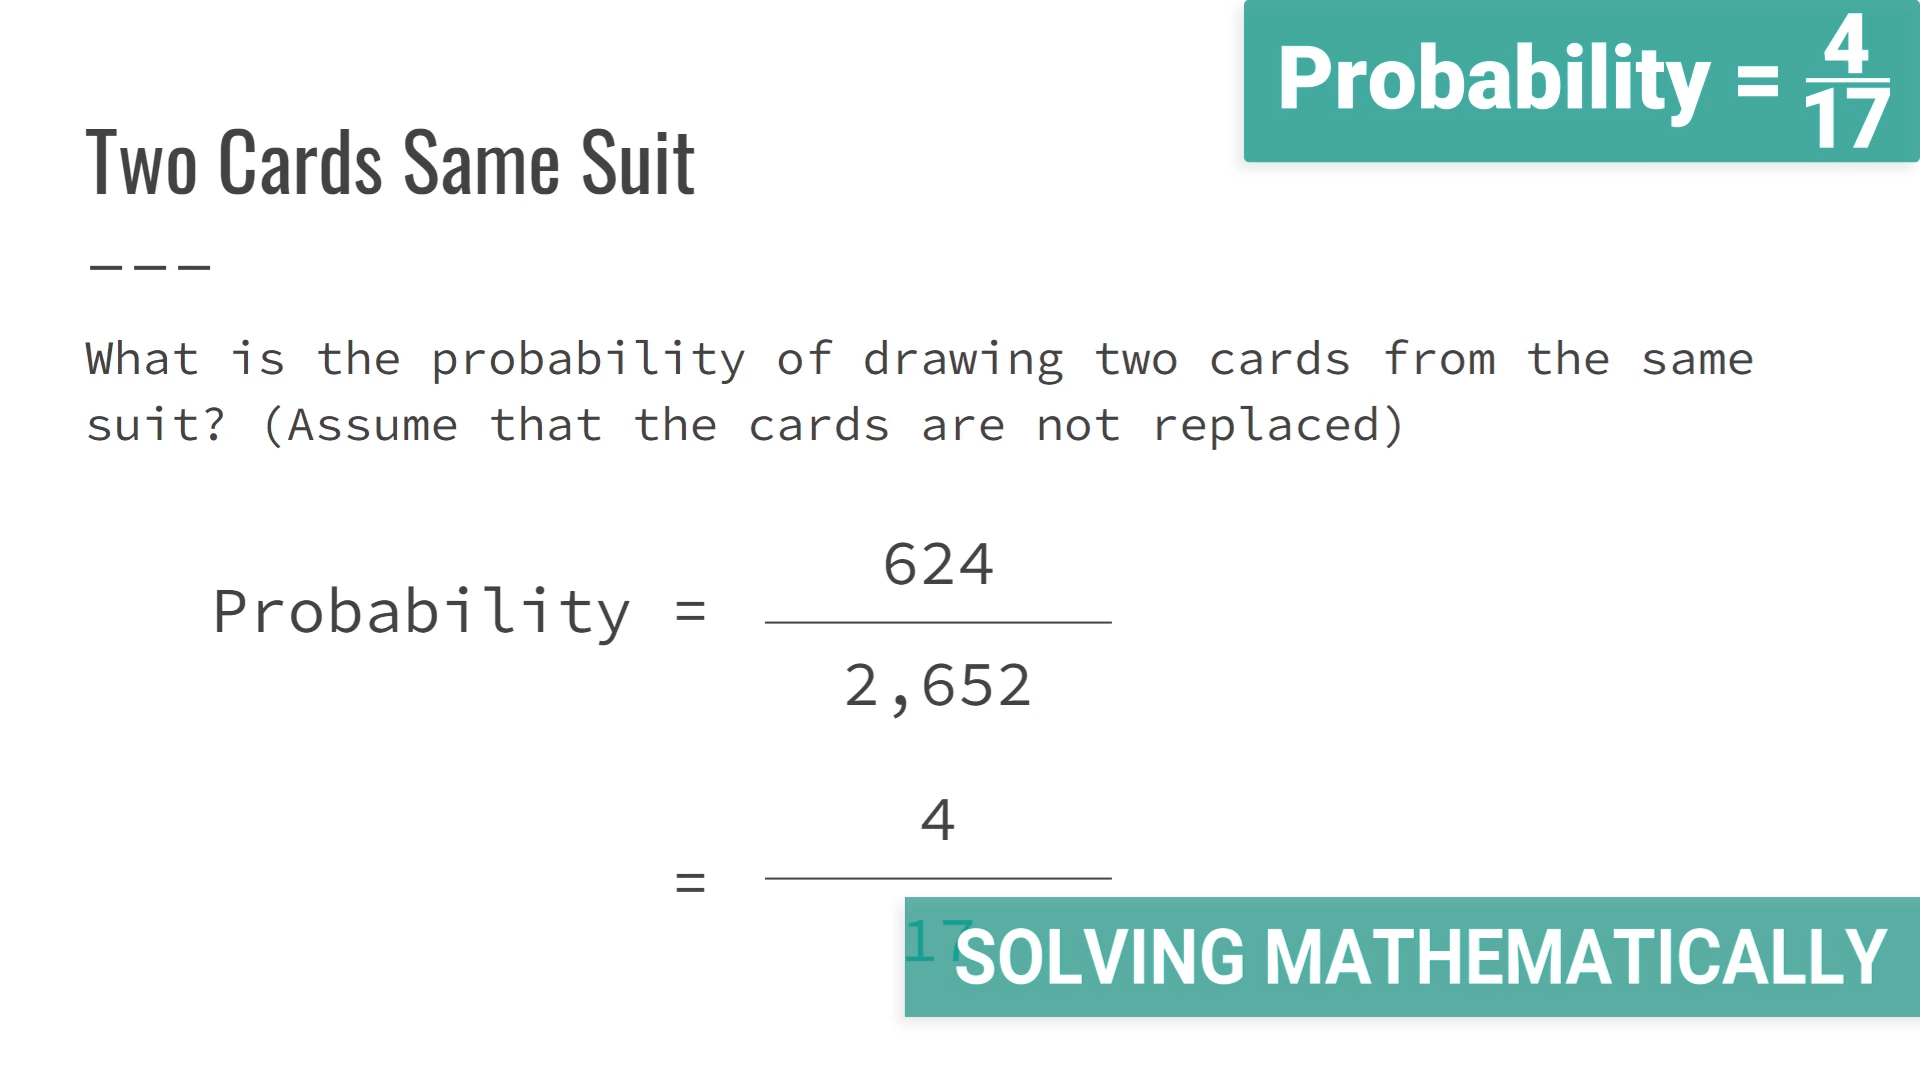 Probability = 4/17
Two Cards Same Suit
---
What is the probability of drawing two cards from the same
suit? (Assume that the cards are not replaced)
624
Probability =
2,652
4
=
17
SOLVING MATHEMATICALLY